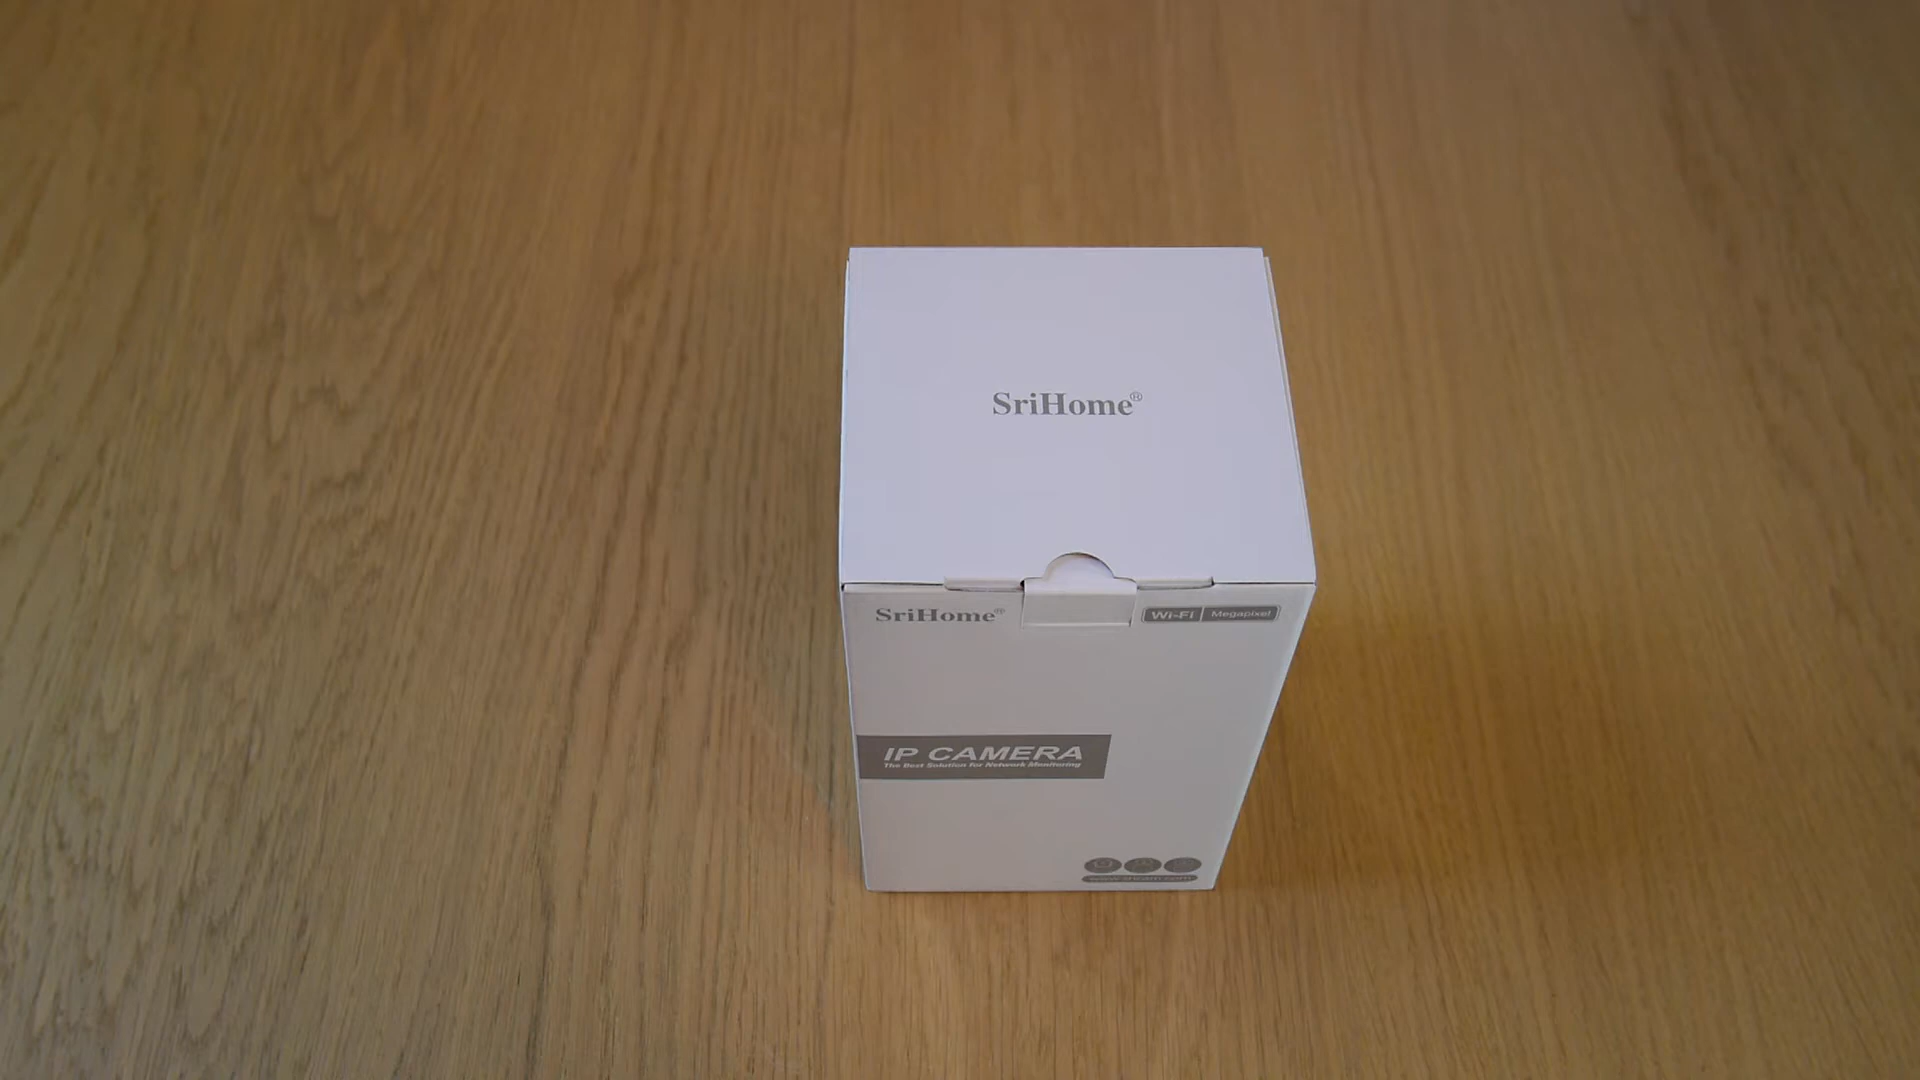 SriHome®
SriHome®
Wi-Fi Megapixel
IP CAMERA
The Best Solution for Network Monitoring